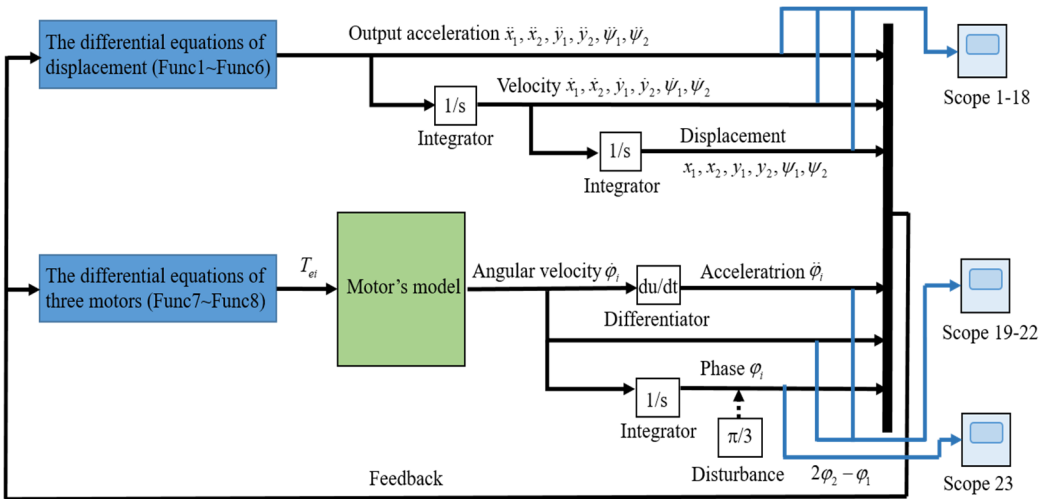 The differential equations of
displacement (Func1~Func6)
Output acceleration ẍ₁, ẍ₂, ÿ₁, ÿ₂, ψ̈₁, ψ̈₂
Scope 1-18
Velocity ẋ₁, ẋ₂, ẏ₁, ẏ₂, ψ̇₁, ψ̇₂
1/s
Integrator
Displacement
1/s
x₁, x₂, y₁, y₂, ψ₁, ψ₂
Integrator
The differential equations of
three motors (Func7~Func8)
Tₑᵢ
Motor's model
Angular velocity φ̇ᵢ
du/dt
Differentiator
Acceleratrion φ̈ᵢ
Scope 19-22
Phase φᵢ
1/s
Integrator
π/3
Disturbance
2φ₂ − φ₁
Scope 23
Feedback